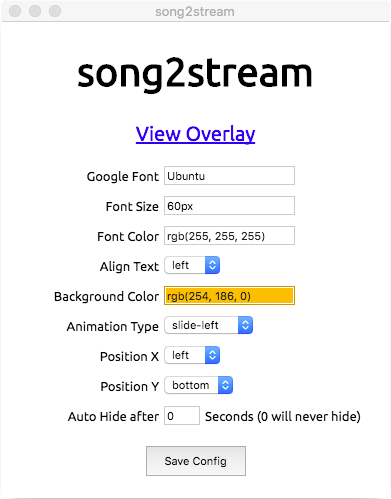 song2stream
song2stream
View Overlay
Google Font Ubuntu
Font Size 60px
Font Color rgb(255, 255, 255)
Align Text left
Background Color rgb(254, 186, 0)
Animation Type slide-left
Position X left
Position Y bottom
Auto Hide after 0 Seconds (0 will never hide)
Save Config